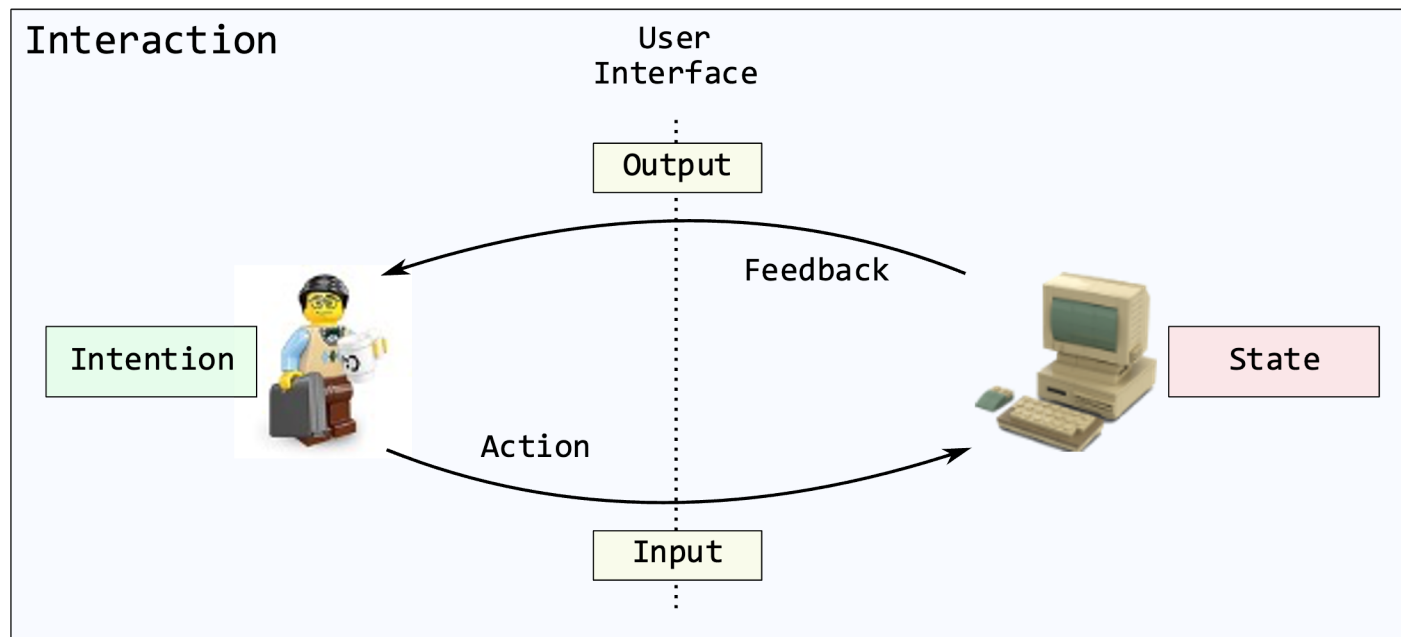 Interaction
User
Interface
Output
Feedback
Intention
State
Action
Input